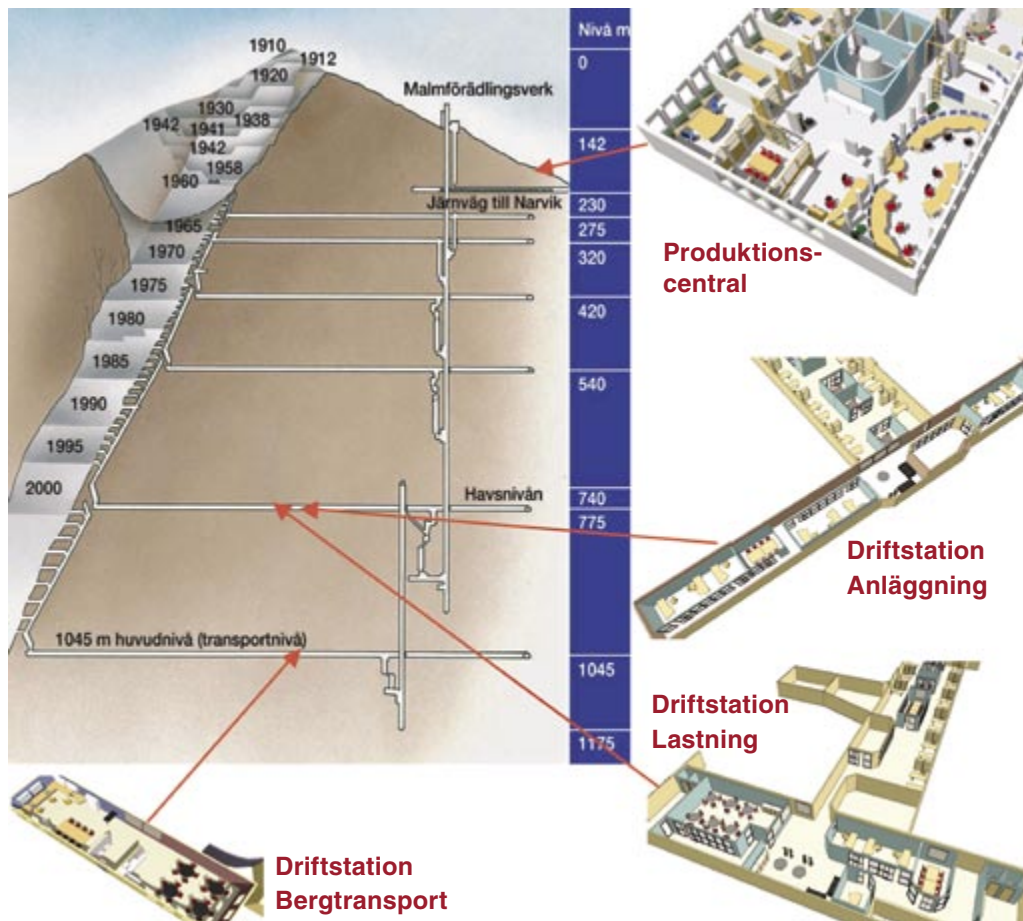 1910
1912
1920
1930
1938
1942
1941
1942
1958
1960
1965
1970
1975
1980
1985
1990
1995
2000
Malmförädlingsverk
Järnväg till Narvik
Havsnivån
1045 m huvudnivå (transportnivå)
Nivå m
0
142
230
275
320
420
540
740
775
1045
1175
Produktions-
central
Driftstation
Anläggning
Driftstation
Lastning
Driftstation
Bergtransport